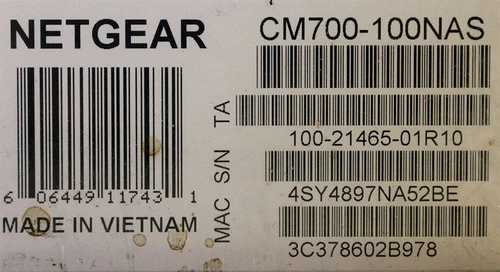 NETGEAR
CM700-100NAS
TA
100-21465-01R10
S/N
4SY4897NA52BE
MAC
3C378602B978
6 06449 11743 1
MADE IN VIETNAM